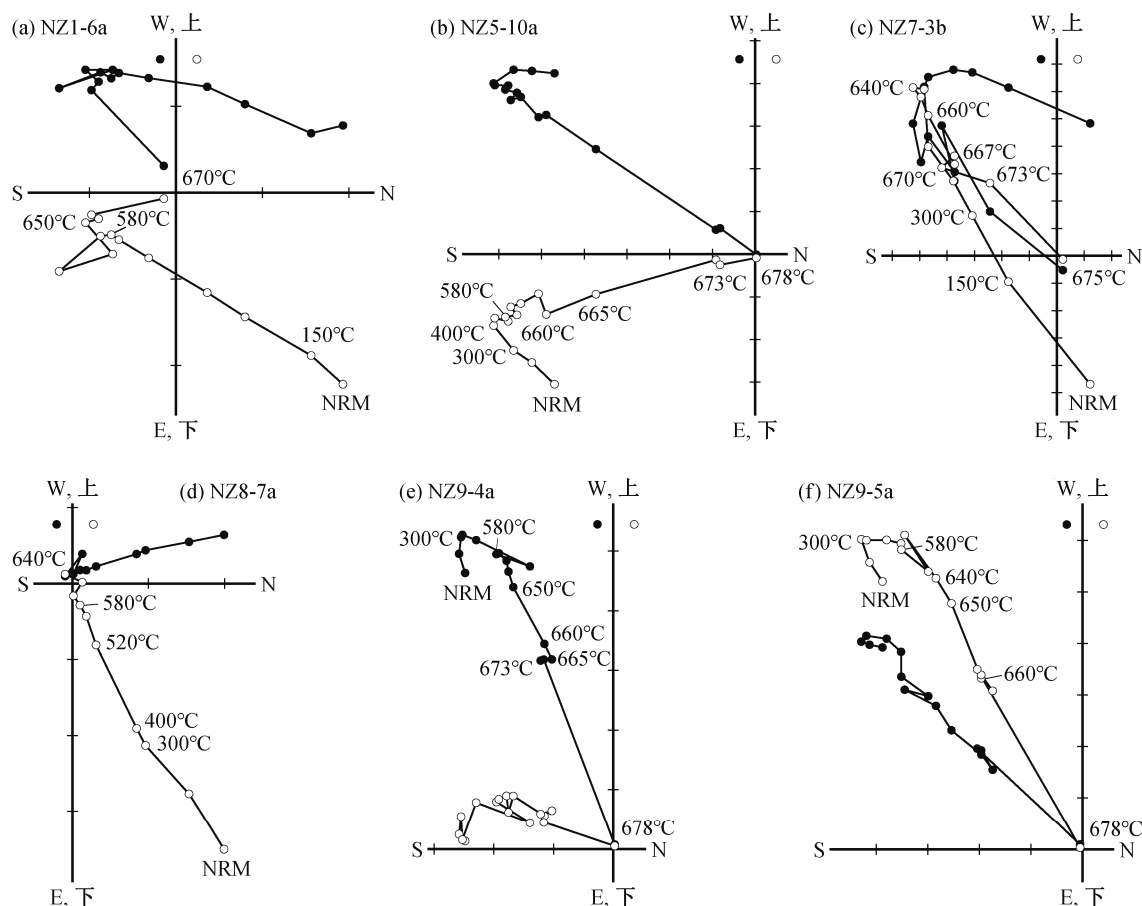 (a) NZ1-6a
W, 上
670℃
S
N
650℃
580℃
150℃
NRM
E, 下
(b) NZ5-10a
W, 上
S
N
580℃
673℃
678℃
665℃
400℃
660℃
300℃
NRM
E, 下
(c) NZ7-3b
W, 上
640℃
660℃
667℃
670℃
673℃
300℃
S
N
150℃
675℃
NRM
E, 下
(d) NZ8-7a
W, 上
640℃
S
N
580℃
520℃
400℃
300℃
NRM
E, 下
(e) NZ9-4a
W, 上
300℃
580℃
NRM
650℃
660℃
673℃
665℃
678℃
S
N
E, 下
(f) NZ9-5a
W, 上
300℃
580℃
640℃
NRM
650℃
660℃
678℃
S
N
E, 下